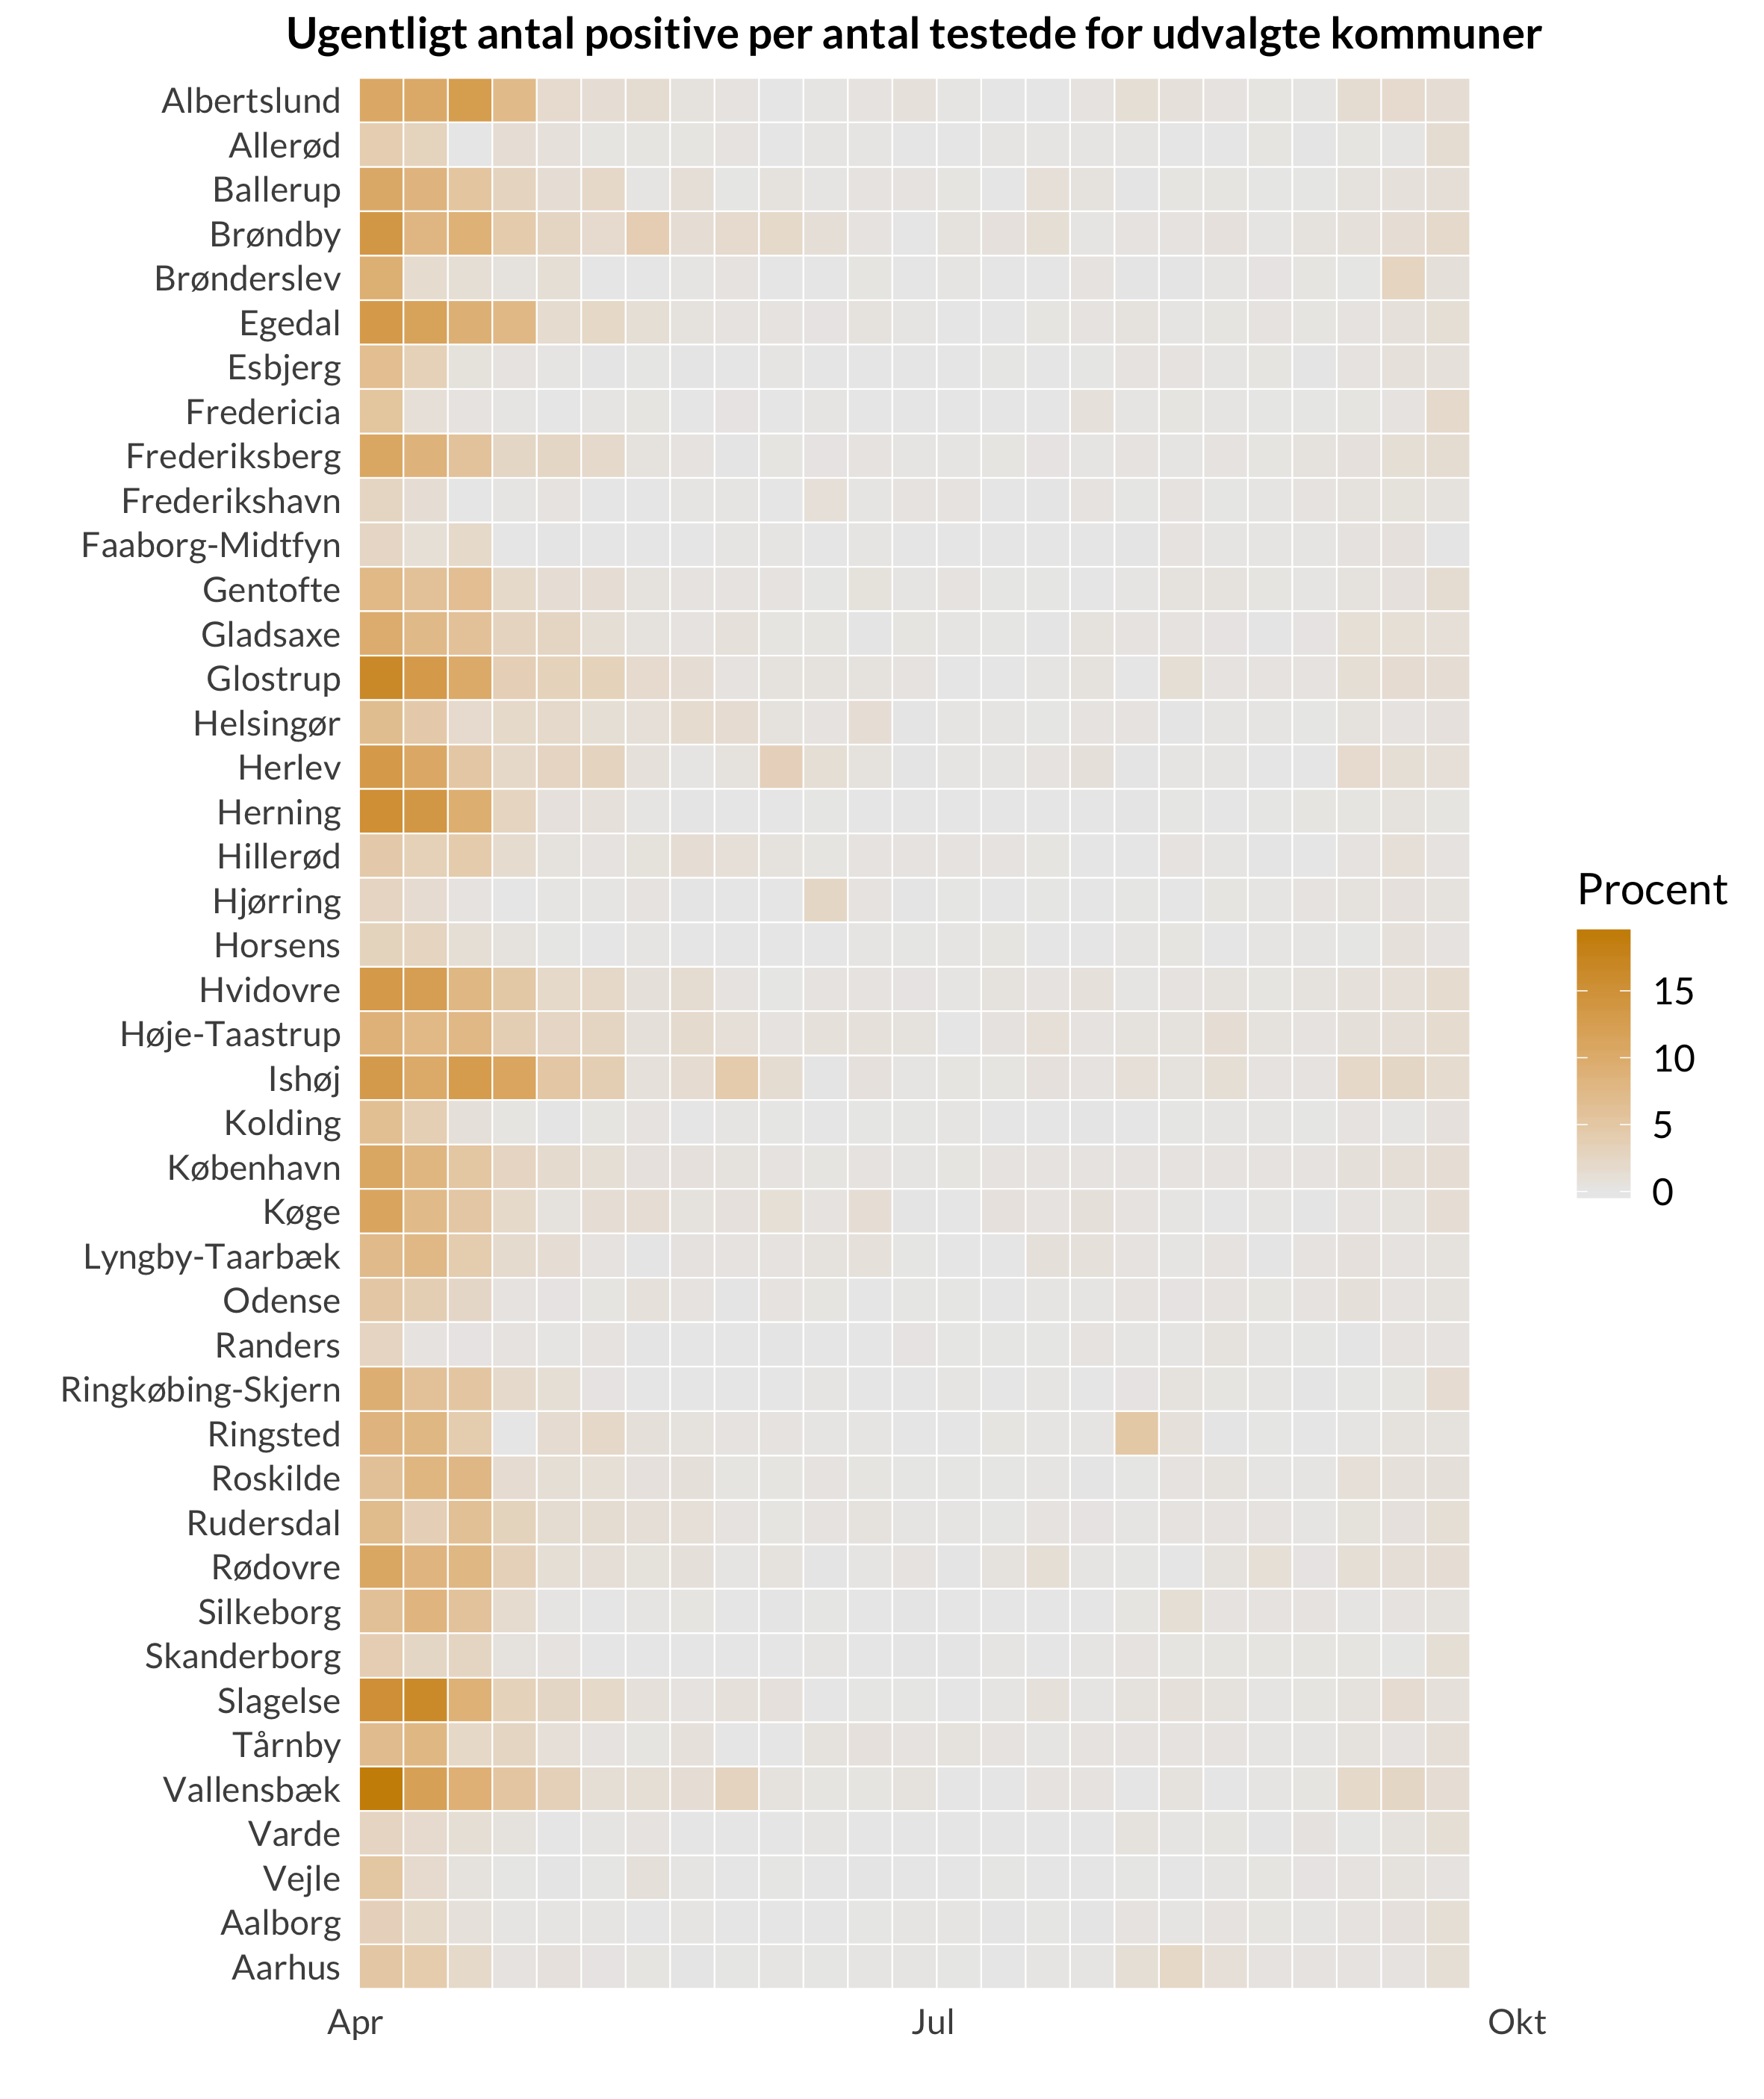 Ugentligt antal positive per antal testede for udvalgte kommuner
Albertslund
Allerød
Ballerup
Brøndby
Brønderslev
Egedal
Esbjerg
Fredericia
Frederiksberg
Frederikshavn
Faaborg-Midtfyn
Gentofte
Gladsaxe
Glostrup
Helsingør
Herlev
Herning
Hillerød
Hjørring
Horsens
Hvidovre
Høje-Taastrup
Ishøj
Kolding
København
Køge
Lyngby-Taarbæk
Odense
Randers
Ringkøbing-Skjern
Ringsted
Roskilde
Rudersdal
Rødovre
Silkeborg
Skanderborg
Slagelse
Tårnby
Vallensbæk
Varde
Vejle
Aalborg
Aarhus
Apr Jul Okt
Procent
15
10
5
0